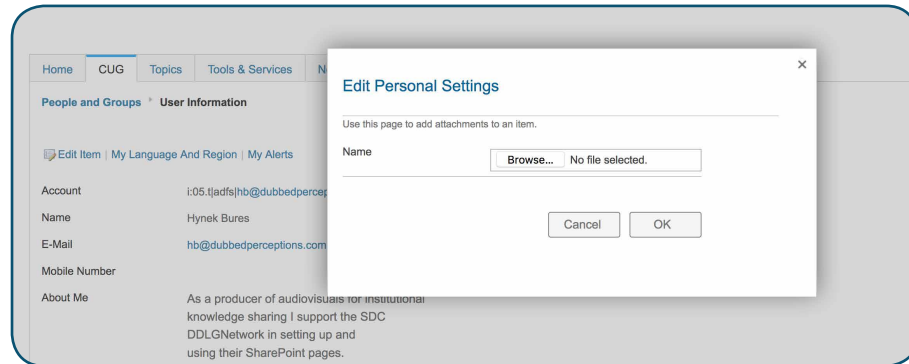 Home CUG Topics Tools & Services
People and Groups User Information
Edit Item | My Language And Region | My Alerts
Account i:05.t|adfs|hb@dubbedpercep
Name Hynek Bures
E-Mail hb@dubbedperceptions.com
Mobile Number
About Me As a producer of audiovisuals for institutional
knowledge sharing I support the SDC
DDLGNetwork in setting up and
using their SharePoint pages.
Edit Personal Settings
×
Use this page to add attachments to an item.
Name Browse... No file selected.
Cancel OK